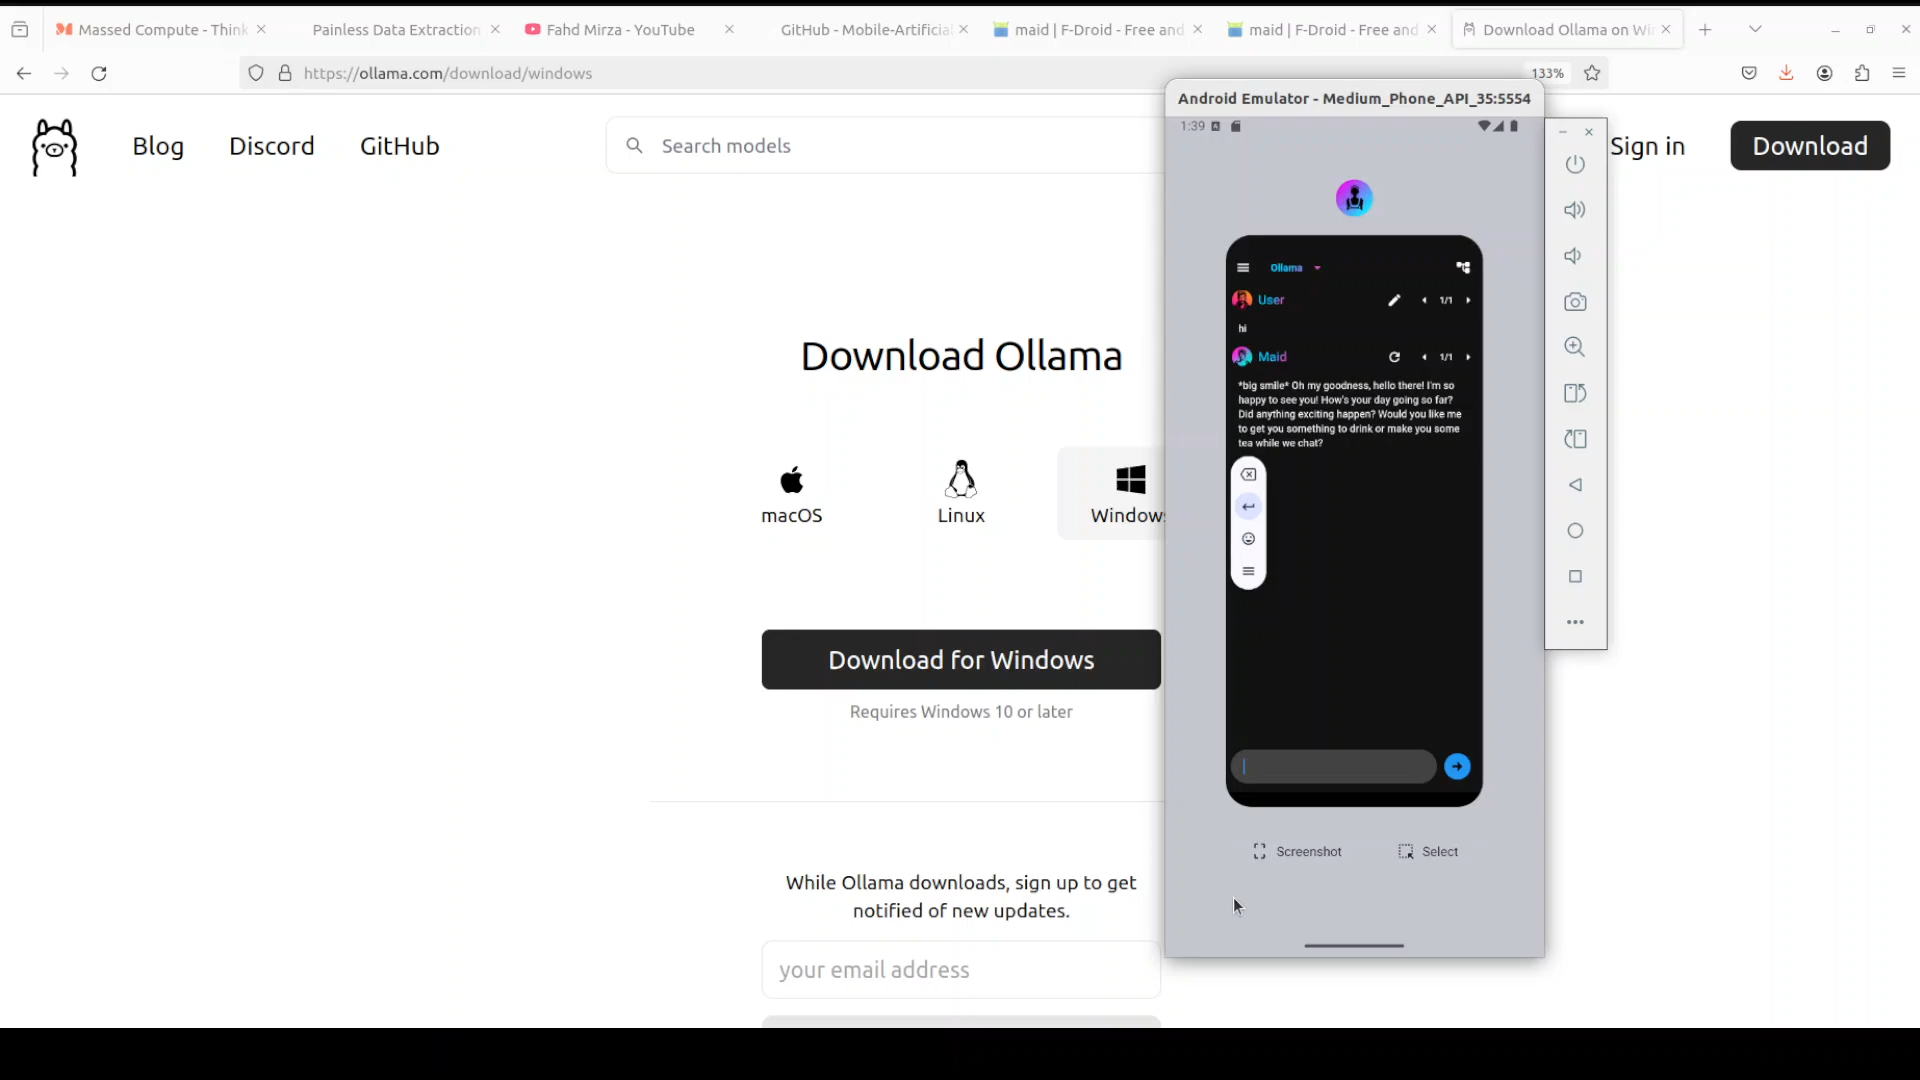 Massed Compute - Think
Painless Data Extraction
Fahd Mirza - YouTube
GitHub - Mobile-Artificial
maid | F-Droid - Free and
maid | F-Droid - Free and
Download Ollama on Win
https://ollama.com/download/windows
133%
Blog
Discord
GitHub
Search models
Sign in
Download
Download Ollama
macOS
Linux
Windows
Download for Windows
Requires Windows 10 or later
While Ollama downloads, sign up to get
notified of new updates.
your email address
Android Emulator - Medium_Phone_API_35:5554
1:39
Ollama
User
1/1
hi
Maid
1/1
*big smile* Oh my goodness, hello there! I'm so
happy to see you! How's your day going so far?
Did anything exciting happen? Would you like me
to get you something to drink or make you some
tea while we chat?
Screenshot
Select